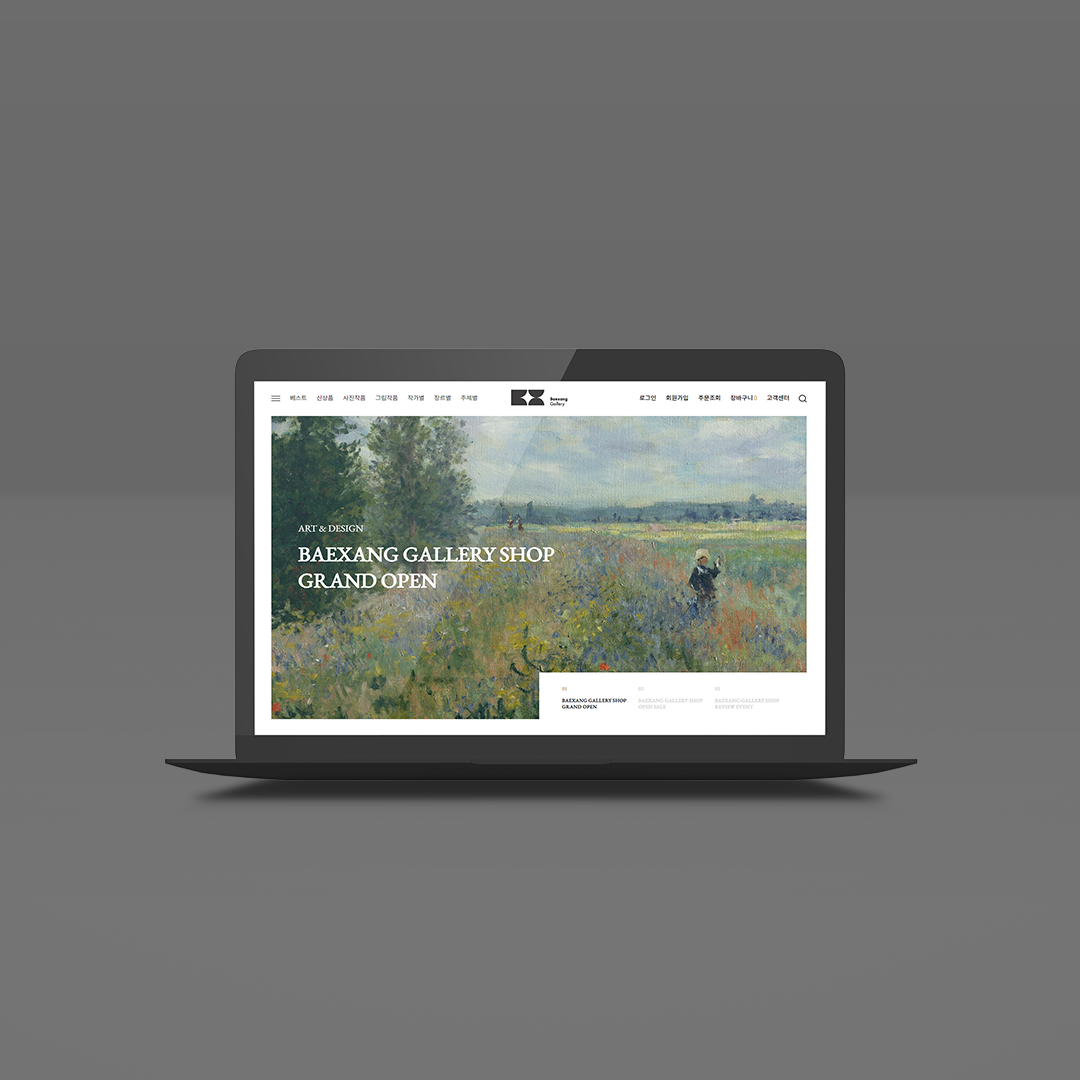 베스트 신상품 사진작품 그림작품 작가별 장르별 주제별
Baexang
Gallery
로그인 회원가입 주문조회 장바구니 0 고객센터
ART & DESIGN
BAEXANG GALLERY SHOP
GRAND OPEN
01
BAEXANG GALLERY SHOP
GRAND OPEN
02
BAEXANG GALLERY SHOP
OPEN SALE
03
BAEXANG GALLERY SHOP
REVIEW EVENT